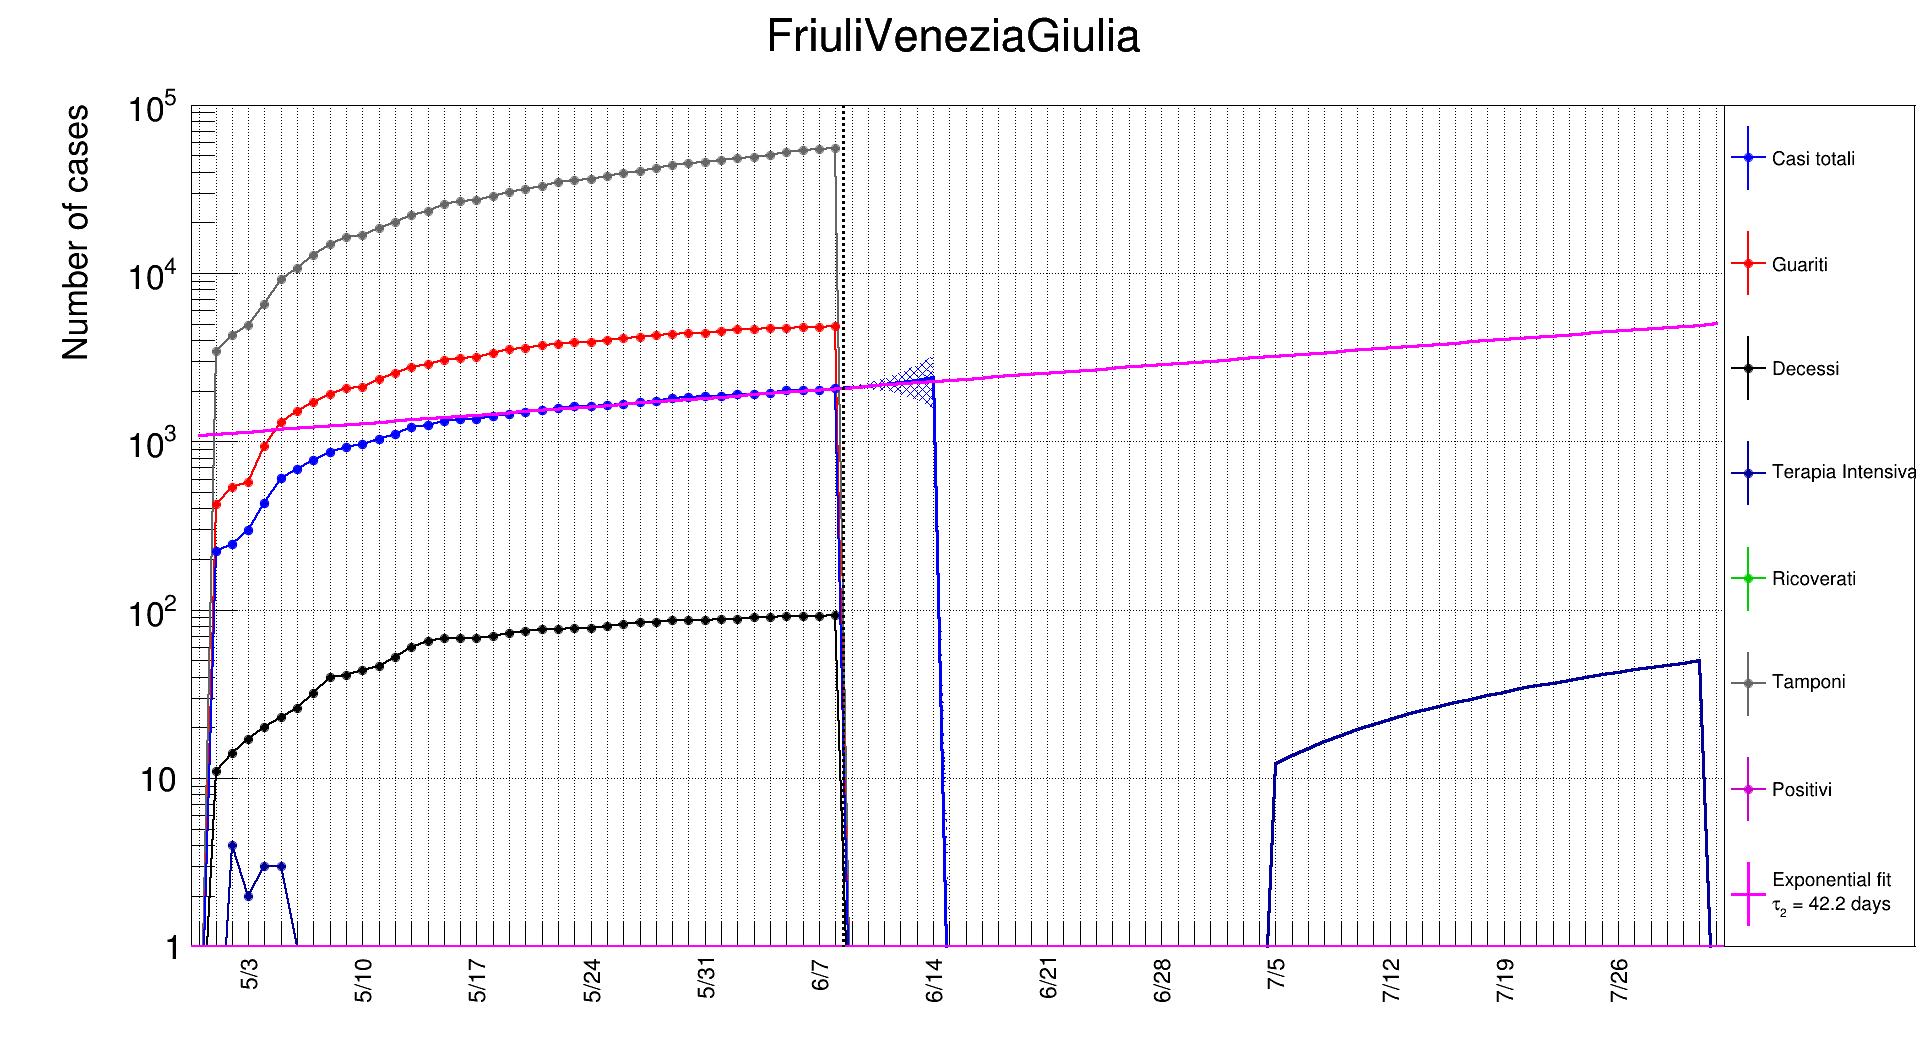 FriuliVeneziaGiulia
Number of cases
10^5
10^4
10^3
10^2
10
1
5/3
5/10
5/17
5/24
5/31
6/7
6/14
6/21
6/28
7/5
7/12
7/19
7/26
Casi totali
Guariti
Decessi
Terapia Intensiva
Ricoverati
Tamponi
Positivi
Exponential fit
τ₂ = 42.2 days